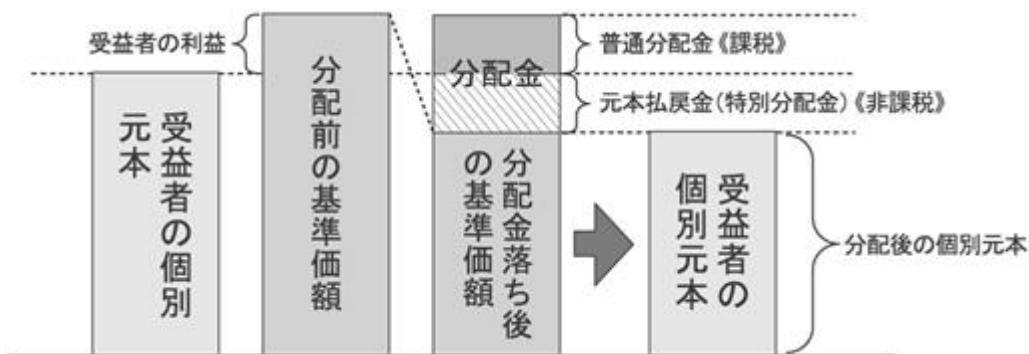 受益者の利益
受益者の個別
元本
分配前の基準価額
分配金
分配金落ち後
の基準価額
普通分配金《課税》
元本払戻金(特別分配金)《非課税》
受益者の
個別元本
分配後の個別元本